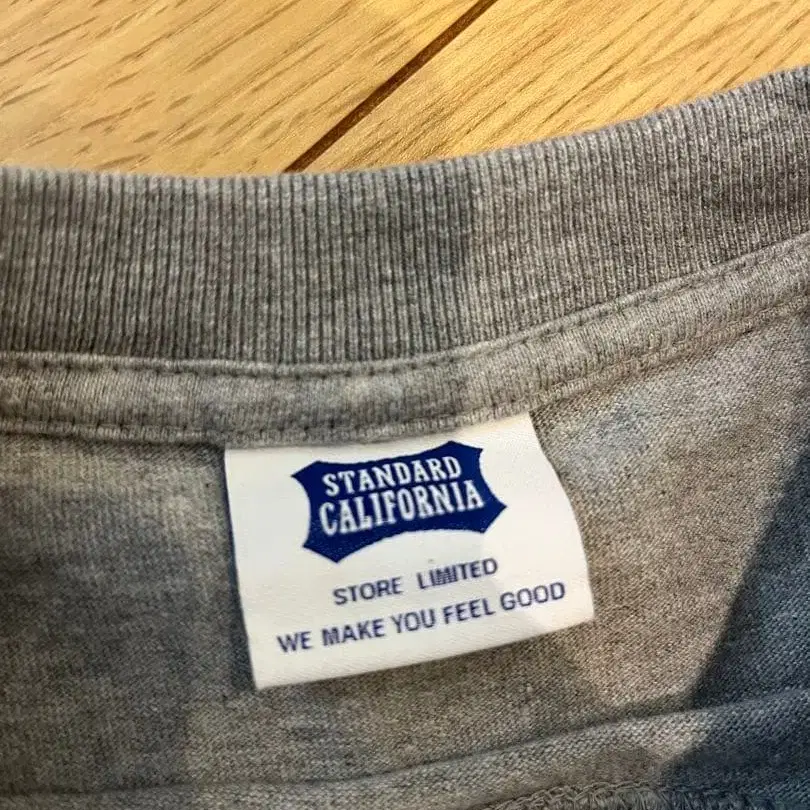 STANDARD
CALIFORNIA
STORE LIMITED
WE MAKE YOU FEEL GOOD